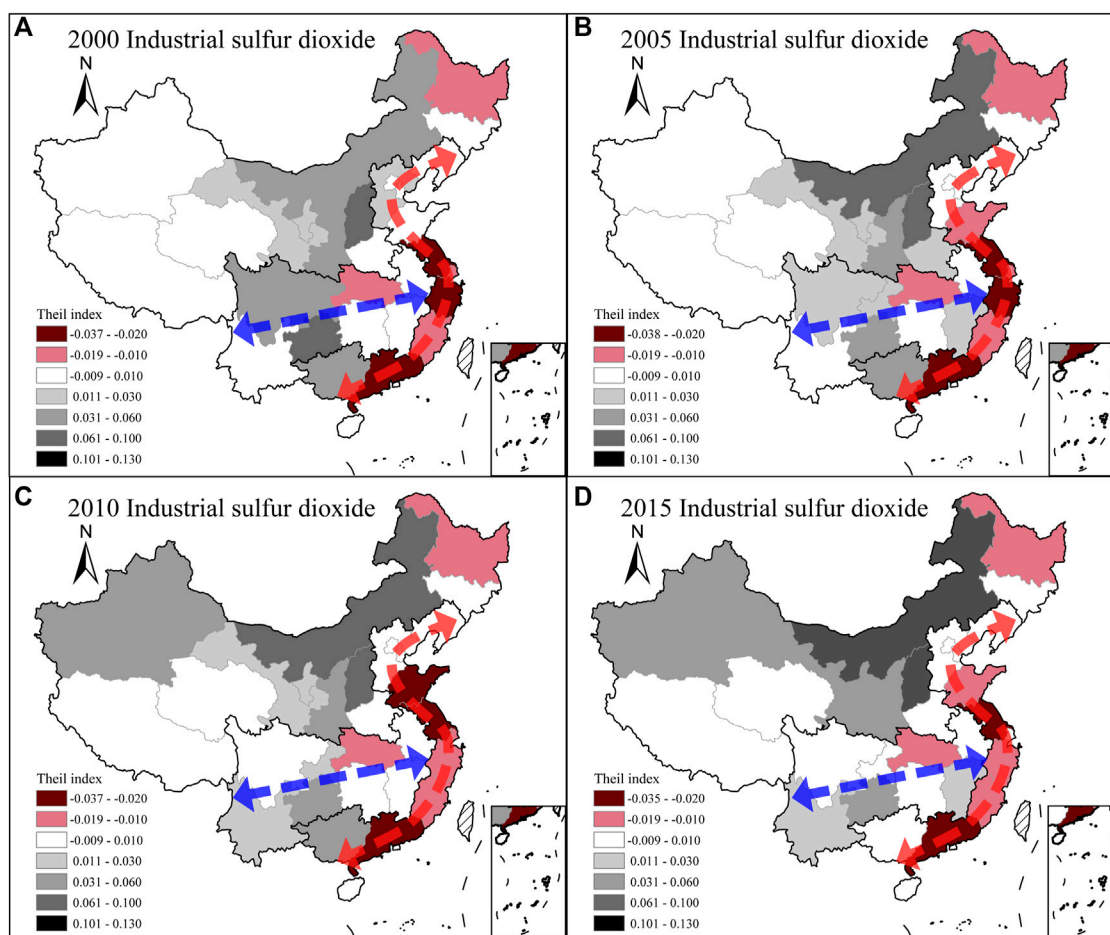 A
2000 Industrial sulfur dioxide
N
Theil index
-0.037 - -0.020
-0.019 - -0.010
-0.009 - 0.010
0.011 - 0.030
0.031 - 0.060
0.061 - 0.100
0.101 - 0.130
B
2005 Industrial sulfur dioxide
N
Theil index
-0.038 - -0.020
-0.019 - -0.010
-0.009 - 0.010
0.011 - 0.030
0.031 - 0.060
0.061 - 0.100
0.101 - 0.130
C
2010 Industrial sulfur dioxide
N
Theil index
-0.037 - -0.020
-0.019 - -0.010
-0.009 - 0.010
0.011 - 0.030
0.031 - 0.060
0.061 - 0.100
0.101 - 0.130
D
2015 Industrial sulfur dioxide
N
Theil index
-0.035 - -0.020
-0.019 - -0.010
-0.009 - 0.010
0.011 - 0.030
0.031 - 0.060
0.061 - 0.100
0.101 - 0.130